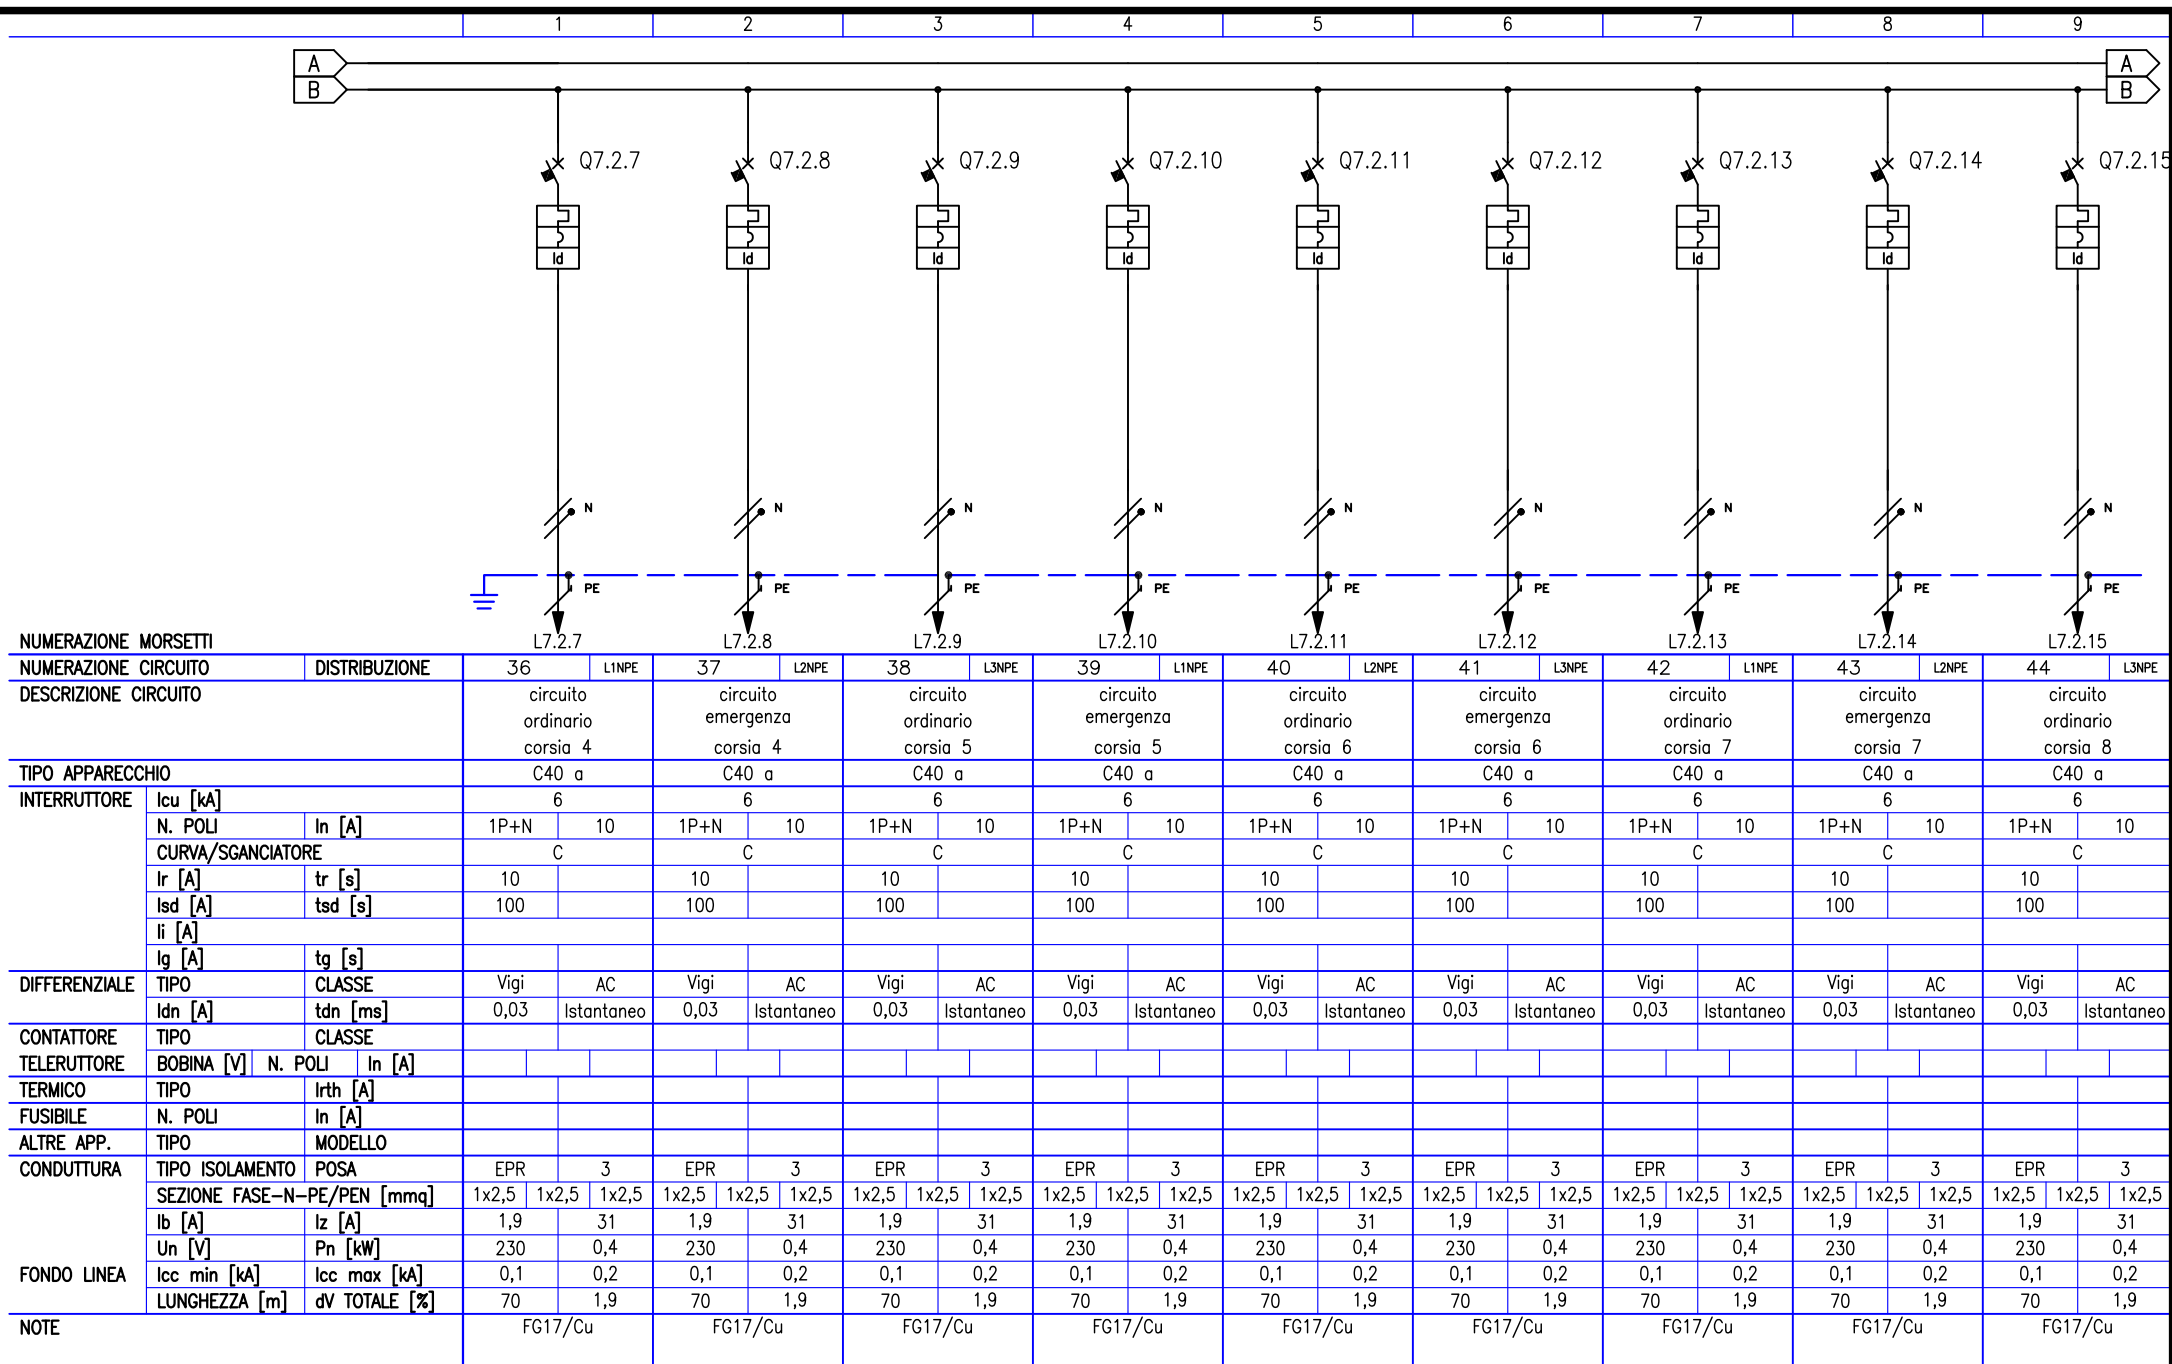 1 2 3 4 5 6 7 8 9
A A
B B
Q7.2.7 Q7.2.8 Q7.2.9 Q7.2.10 Q7.2.11 Q7.2.12 Q7.2.13 Q7.2.14 Q7.2.15
Id Id Id Id Id Id Id Id Id
N N N N N N N N N
PE PE PE PE PE PE PE PE PE
NUMERAZIONE MORSETTI L7.2.7 L7.2.8 L7.2.9 L7.2.10 L7.2.11 L7.2.12 L7.2.13 L7.2.14 L7.2.15
NUMERAZIONE CIRCUITO DISTRIBUZIONE 36 L1NPE 37 L2NPE 38 L3NPE 39 L1NPE 40 L2NPE 41 L3NPE 42 L1NPE 43 L2NPE 44 L3NPE
DESCRIZIONE CIRCUITO circuito circuito circuito circuito circuito circuito circuito circuito circuito
ordinario emergenza ordinario emergenza ordinario emergenza ordinario emergenza ordinario
corsia 4 corsia 4 corsia 5 corsia 5 corsia 6 corsia 6 corsia 7 corsia 7 corsia 8
TIPO APPARECCHIO C40 a C40 a C40 a C40 a C40 a C40 a C40 a C40 a C40 a
INTERRUTTORE Icu [kA] 6 6 6 6 6 6 6 6 6
N. POLI In [A] 1P+N 10 1P+N 10 1P+N 10 1P+N 10 1P+N 10 1P+N 10 1P+N 10 1P+N 10 1P+N 10
CURVA/SGANCIATORE C C C C C C C C C
Ir [A] tr [s] 10 10 10 10 10 10 10 10 10
Isd [A] tsd [s] 100 100 100 100 100 100 100 100 100
Ii [A]
Ig [A] tg [s]
DIFFERENZIALE TIPO CLASSE Vigi AC Vigi AC Vigi AC Vigi AC Vigi AC Vigi AC Vigi AC Vigi AC Vigi AC
Idn [A] tdn [ms] 0,03 Istantaneo 0,03 Istantaneo 0,03 Istantaneo 0,03 Istantaneo 0,03 Istantaneo 0,03 Istantaneo 0,03 Istantaneo 0,03 Istantaneo 0,03 Istantaneo
CONTATTORE TIPO CLASSE
TELERUTTORE BOBINA [V] N. POLI In [A]
TERMICO TIPO Irth [A]
FUSIBILE N. POLI In [A]
ALTRE APP. TIPO MODELLO
CONDUTTURA TIPO ISOLAMENTO POSA EPR 3 EPR 3 EPR 3 EPR 3 EPR 3 EPR 3 EPR 3 EPR 3 EPR 3
SEZIONE FASE-N-PE/PEN [mmq] 1x2,5 1x2,5 1x2,5 1x2,5 1x2,5 1x2,5 1x2,5 1x2,5 1x2,5 1x2,5 1x2,5 1x2,5 1x2,5 1x2,5 1x2,5 1x2,5 1x2,5 1x2,5 1x2,5 1x2,5 1x2,5 1x2,5 1x2,5 1x2,5 1x2,5 1x2,5 1x2,5
Ib [A] Iz [A] 1,9 31 1,9 31 1,9 31 1,9 31 1,9 31 1,9 31 1,9 31 1,9 31 1,9 31
Un [V] Pn [kW] 230 0,4 230 0,4 230 0,4 230 0,4 230 0,4 230 0,4 230 0,4 230 0,4 230 0,4
FONDO LINEA Icc min [kA] Icc max [kA] 0,1 0,2 0,1 0,2 0,1 0,2 0,1 0,2 0,1 0,2 0,1 0,2 0,1 0,2 0,1 0,2 0,1 0,2
LUNGHEZZA [m] dV TOTALE [%] 70 1,9 70 1,9 70 1,9 70 1,9 70 1,9 70 1,9 70 1,9 70 1,9 70 1,9
NOTE FG17/Cu FG17/Cu FG17/Cu FG17/Cu FG17/Cu FG17/Cu FG17/Cu FG17/Cu FG17/Cu